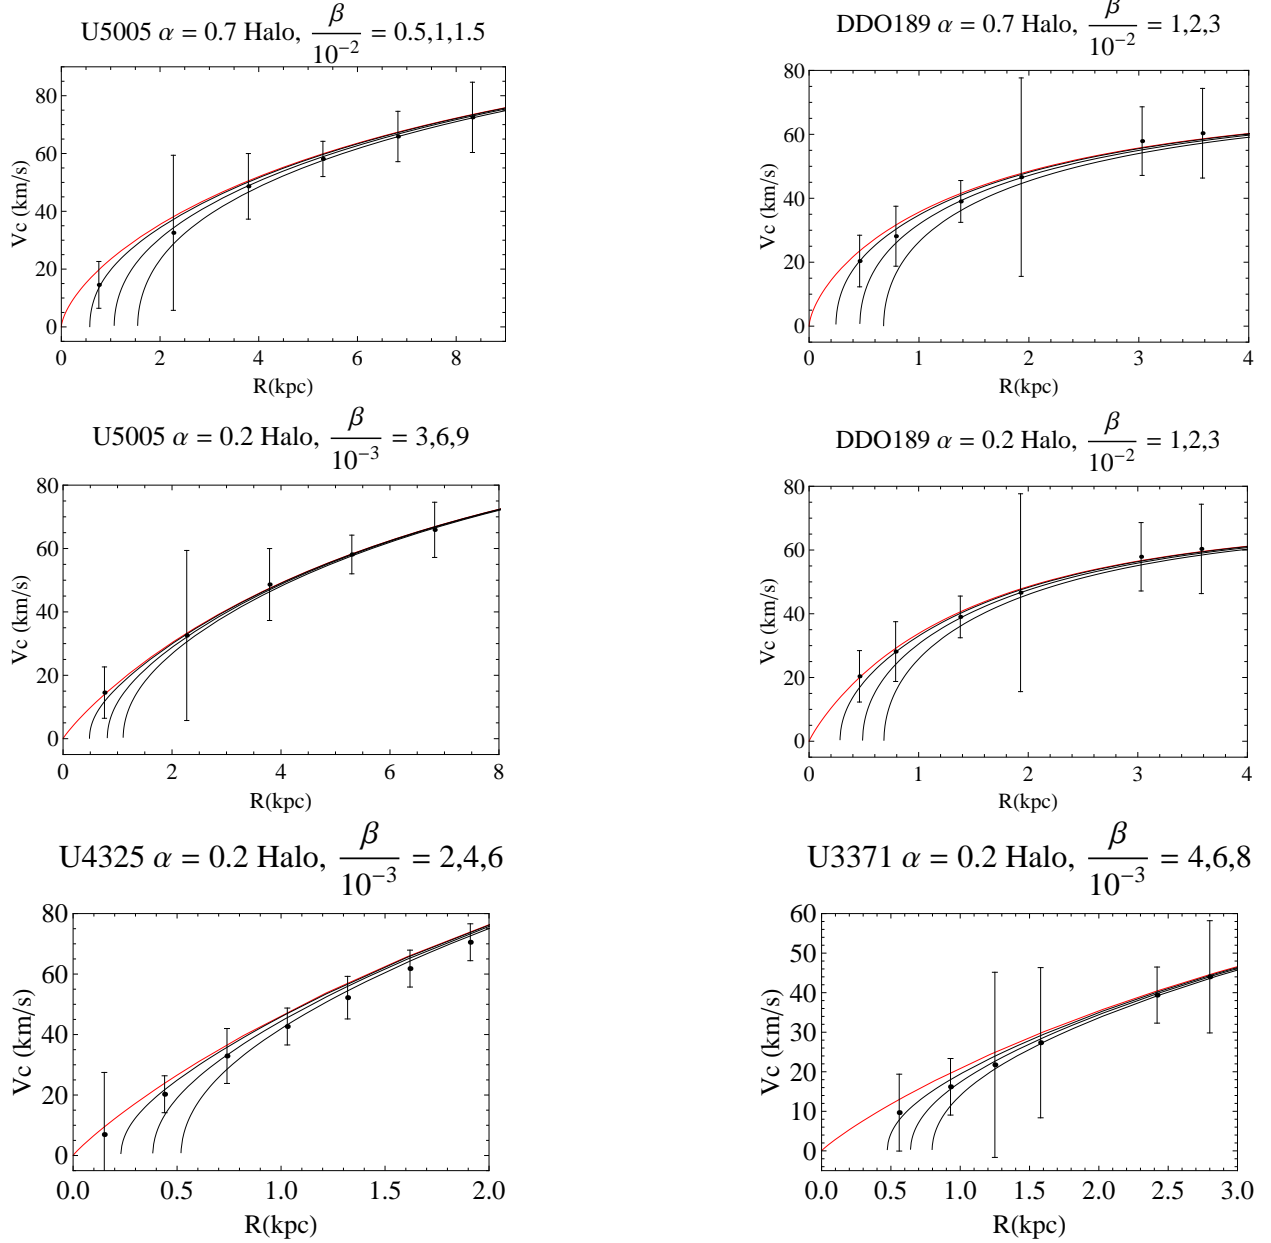 U5005 α = 0.7 Halo, β/10⁻² = 0.5,1,1.5
80
60
40
20
0
Vc (km/s)
0 2 4 6 8
R(kpc)
DDO189 α = 0.7 Halo, β/10⁻² = 1,2,3
80
60
40
20
0
Vc (km/s)
0 1 2 3 4
R(kpc)
U5005 α = 0.2 Halo, β/10⁻³ = 3,6,9
80
60
40
20
0
Vc (km/s)
0 2 4 6 8
R(kpc)
DDO189 α = 0.2 Halo, β/10⁻² = 1,2,3
80
60
40
20
0
Vc (km/s)
0 1 2 3 4
R(kpc)
U4325 α = 0.2 Halo, β/10⁻³ = 2,4,6
80
60
40
20
0
Vc (km/s)
0.0 0.5 1.0 1.5 2.0
R(kpc)
U3371 α = 0.2 Halo, β/10⁻³ = 4,6,8
60
50
40
30
20
10
0
Vc (km/s)
0.0 0.5 1.0 1.5 2.0 2.5 3.0
R(kpc)